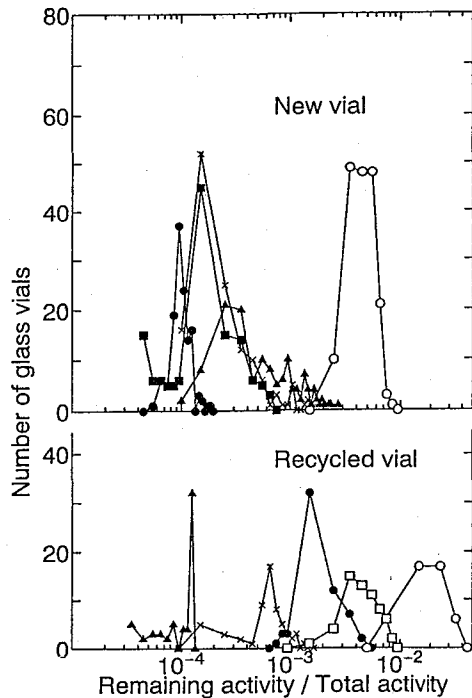 80
New vial
60
40
20
0
Number of glass vials
Recycled vial
40
20
0
10⁻⁴
10⁻³
10⁻²
Remaining activity / Total activity